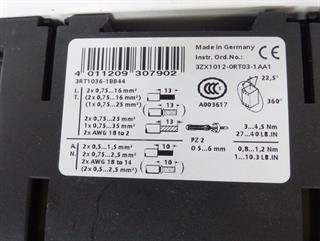 Made in Germany
Instr. Ord. Nr.:
3ZX1012-0RT03-1AA1
4 011209 307902
3RT1036-1BB44
22,5°
360°
A003617
L. 2x 0,75...16 mm² 13
T. (2x 0,75...16 mm²)
(1x 0,75...25 mm²)
2x 0,75...25 mm² 13
1x 0,75...35 mm²
2x AWG 18 to 2
PZ 2
Ø 5...6 mm
3...4,5 Nm
27...40 LB.IN
A. 2x 0,5...1,5 mm² 10
N. 2x 0,75...2,5 mm²
2x AWG 18 to 14 10
(2x 0,5...2,5 mm²)
0,8...1,2 Nm
1...10.3 LB.IN